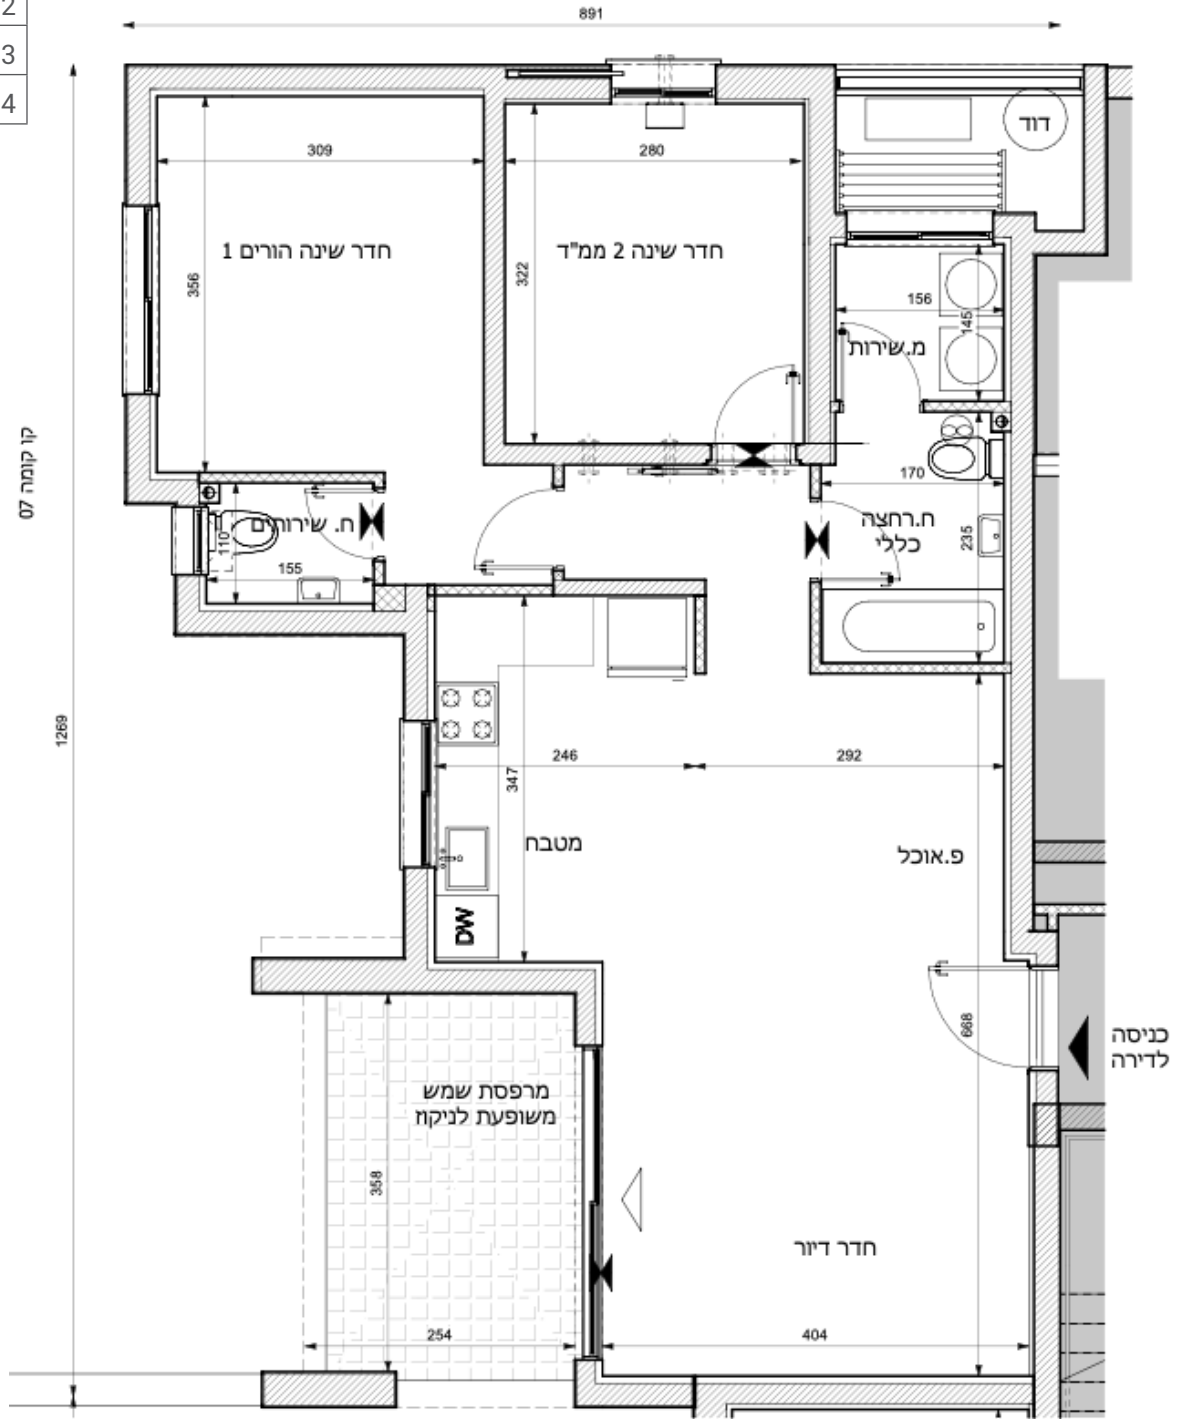 2
3
4
891
דוד
309
280
חדר שינה הורים 1
חדר שינה 2 ממ"ד
356
322
156
145
מ.שירות
170
ח.רחצה
כללי
235
קו קומה 07
ח. שירותים
110
155
1269
246
292
347
מטבח
פ.אוכל
DW
668
כניסה
לדירה
מרפסת שמש
משופעת לניקוז
358
חדר דיור
254
404